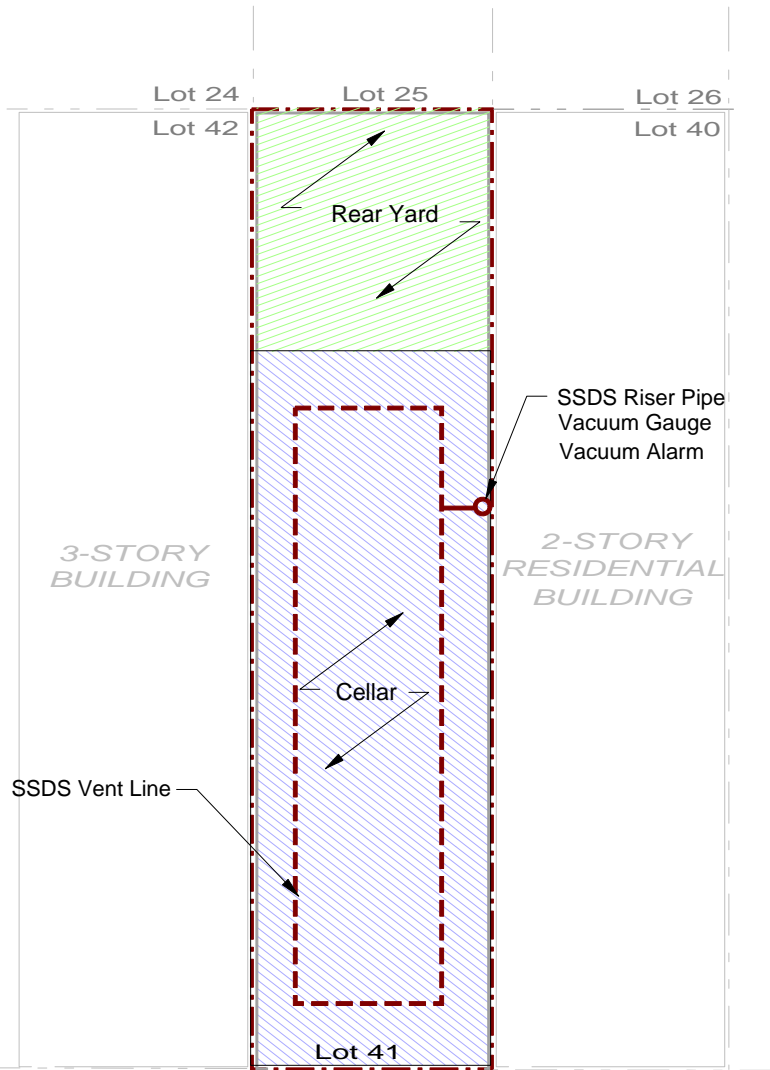 Lot 24
Lot 25
Lot 26
Lot 42
Lot 40
Rear Yard
SSDS Riser Pipe
Vacuum Gauge
Vacuum Alarm
3-STORY
BUILDING
2-STORY
RESIDENTIAL
BUILDING
Cellar
SSDS Vent Line
Lot 41